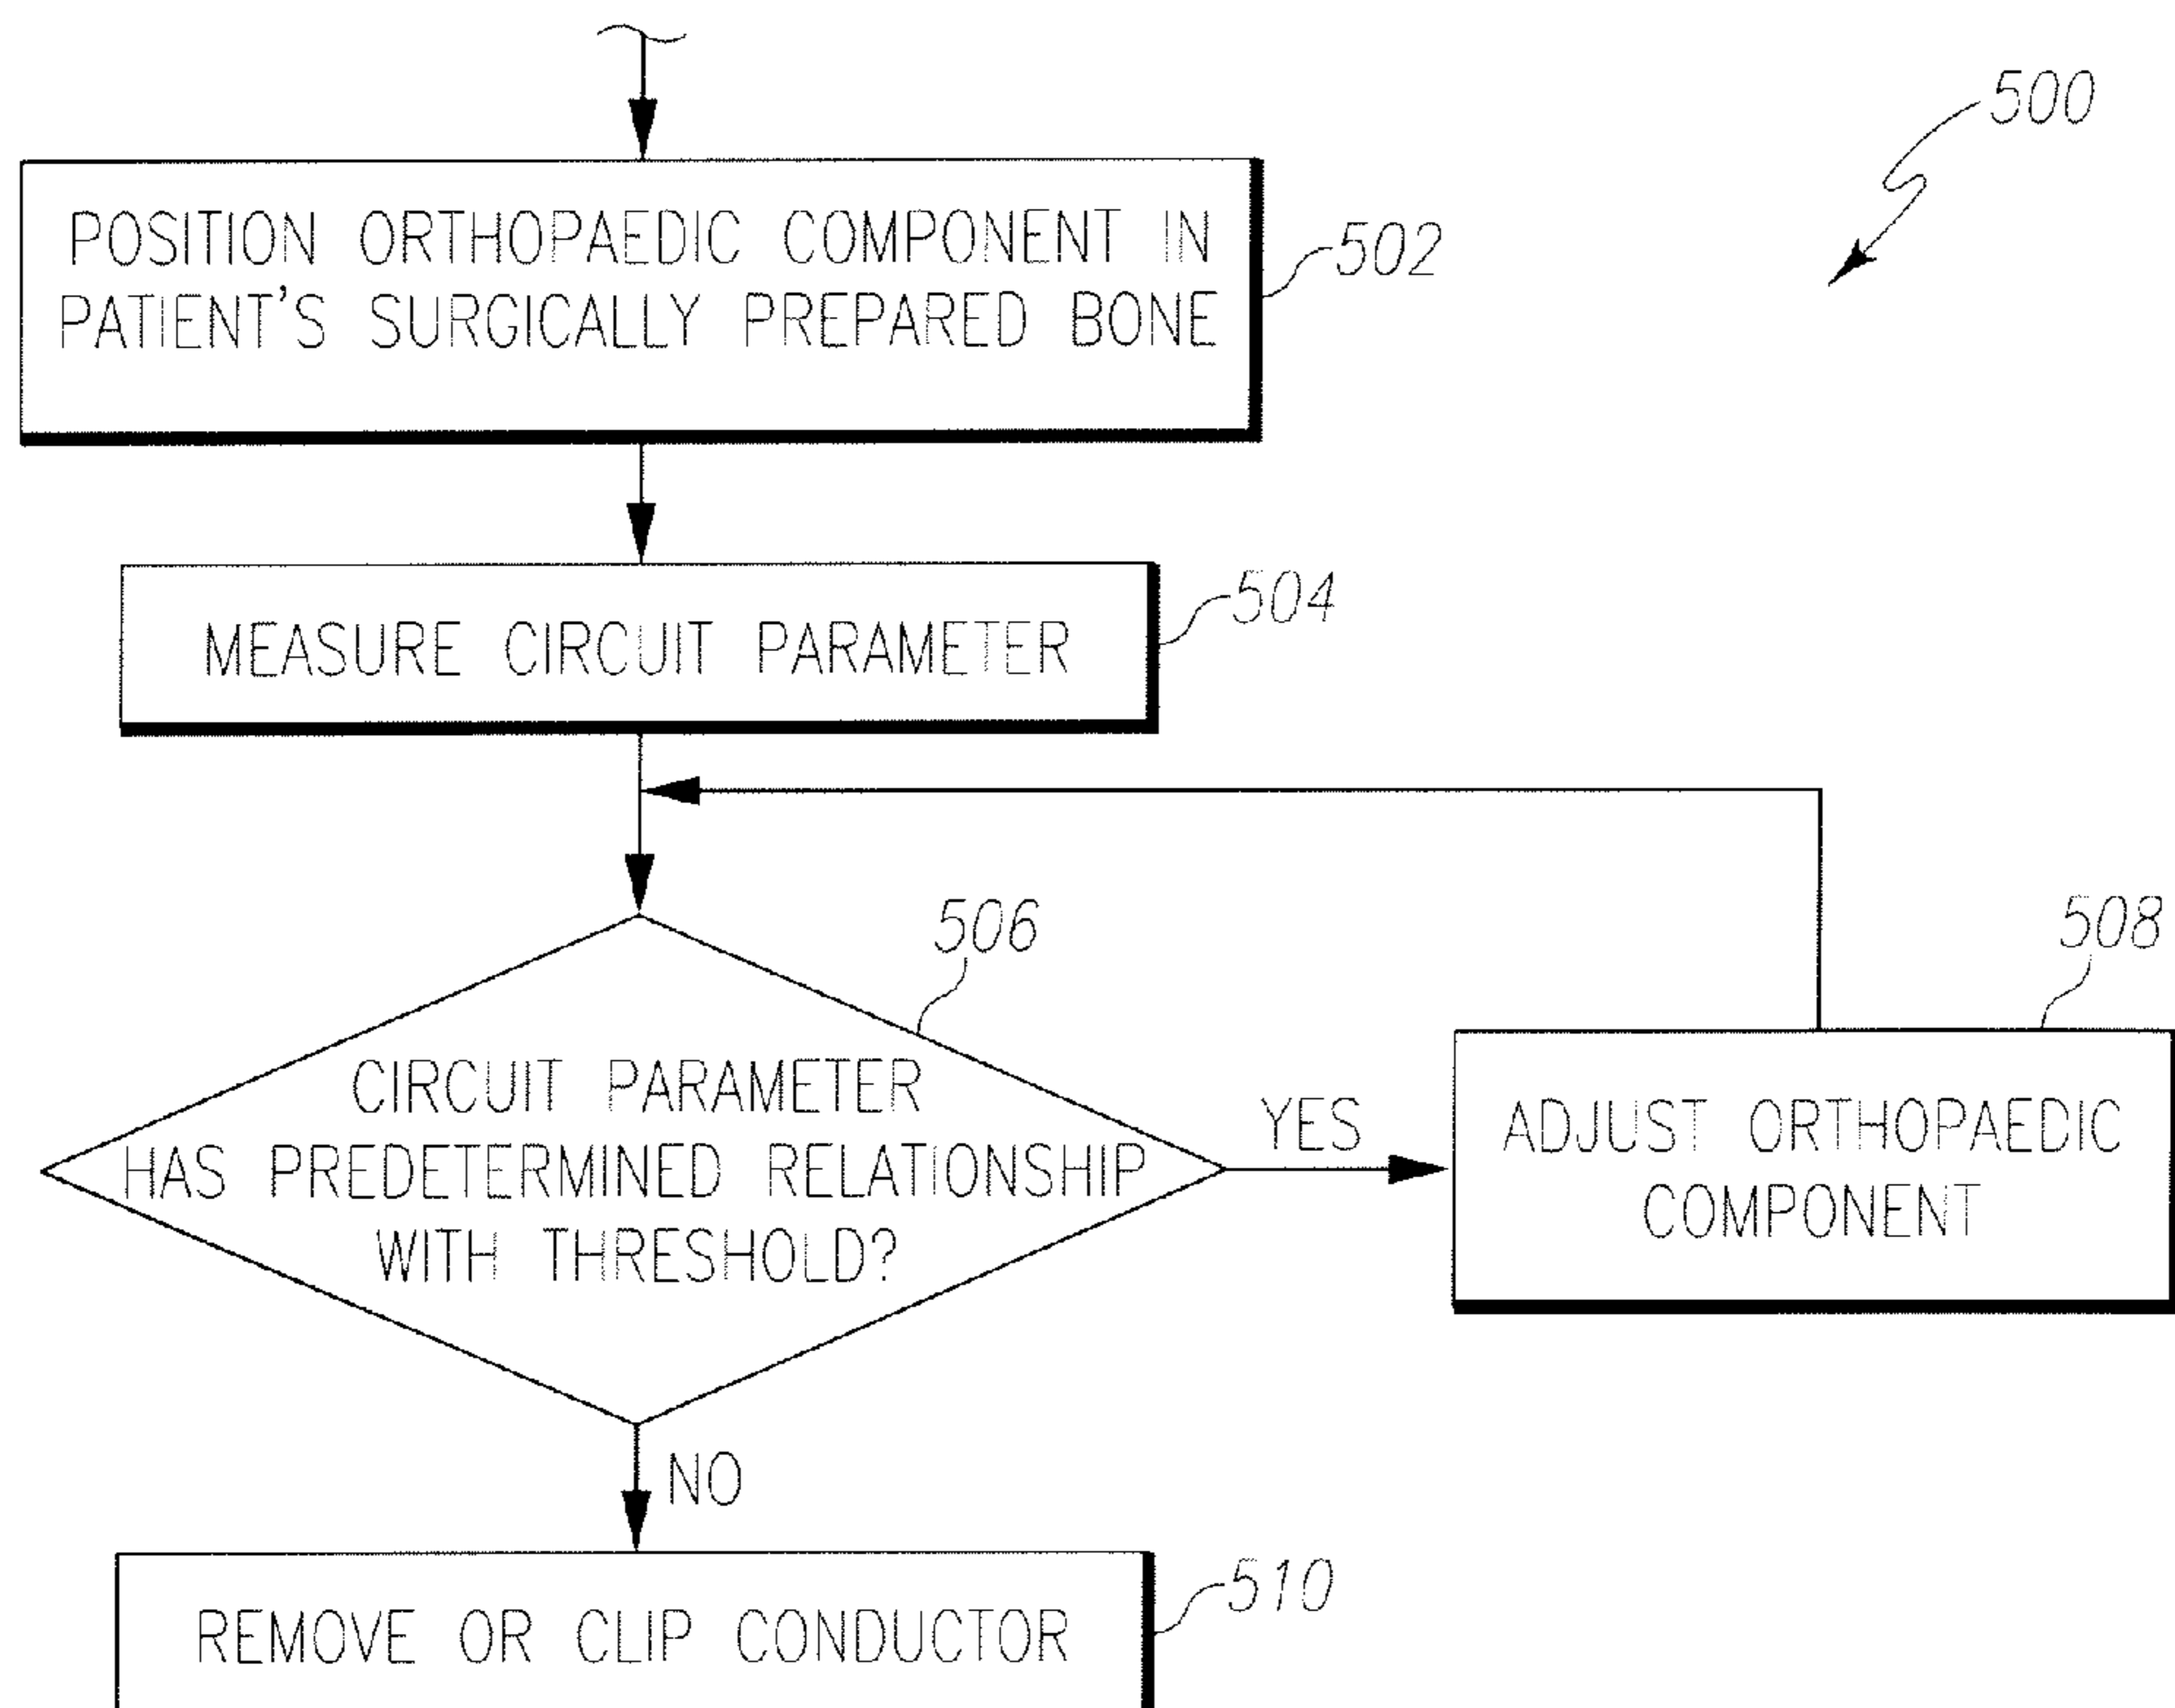 500
POSITION ORTHOPAEDIC COMPONENT IN
PATIENT'S SURGICALLY PREPARED BONE
502
MEASURE CIRCUIT PARAMETER
504
506
CIRCUIT PARAMETER
HAS PREDETERMINED RELATIONSHIP
WITH THRESHOLD?
YES
508
ADJUST ORTHOPAEDIC
COMPONENT
NO
REMOVE OR CLIP CONDUCTOR
510